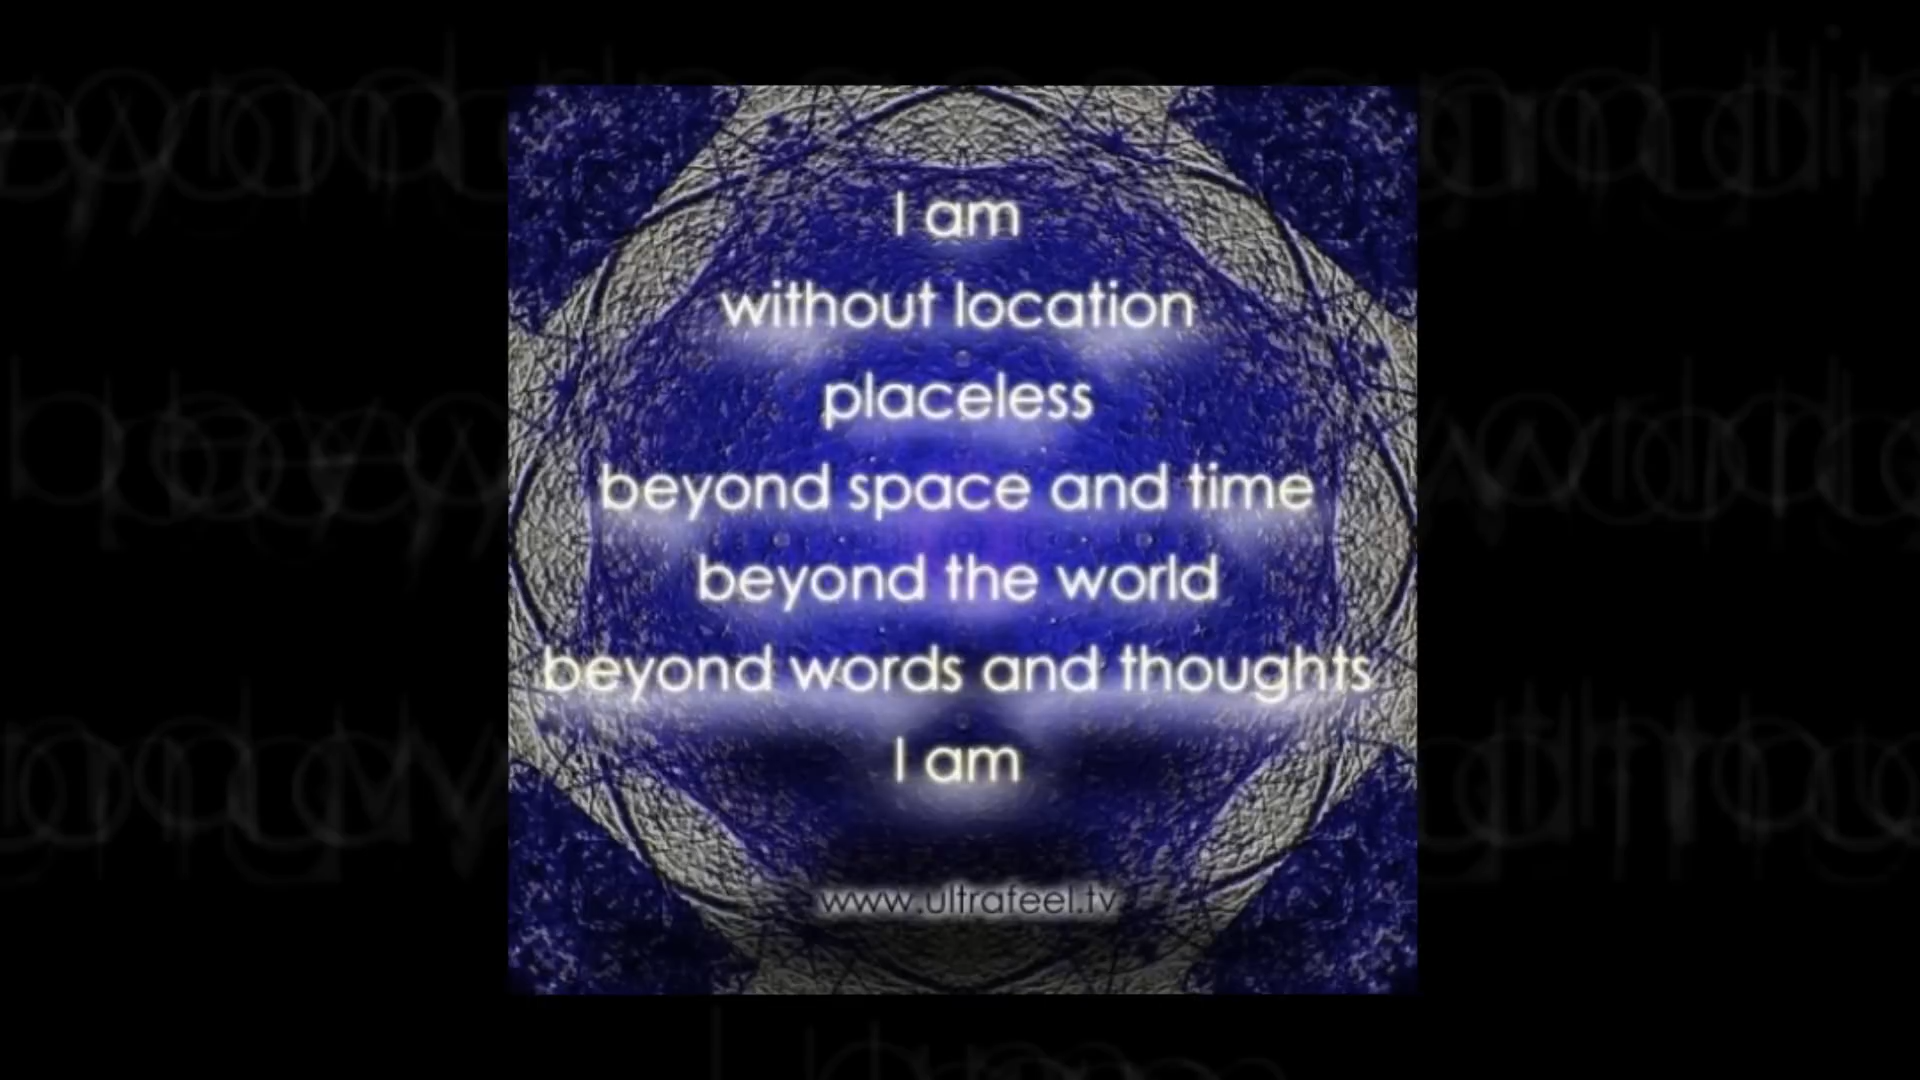 I am
without location
placeless
beyond space and time
beyond the world
beyond words and thoughts
I am
www.ultrafeel.tv